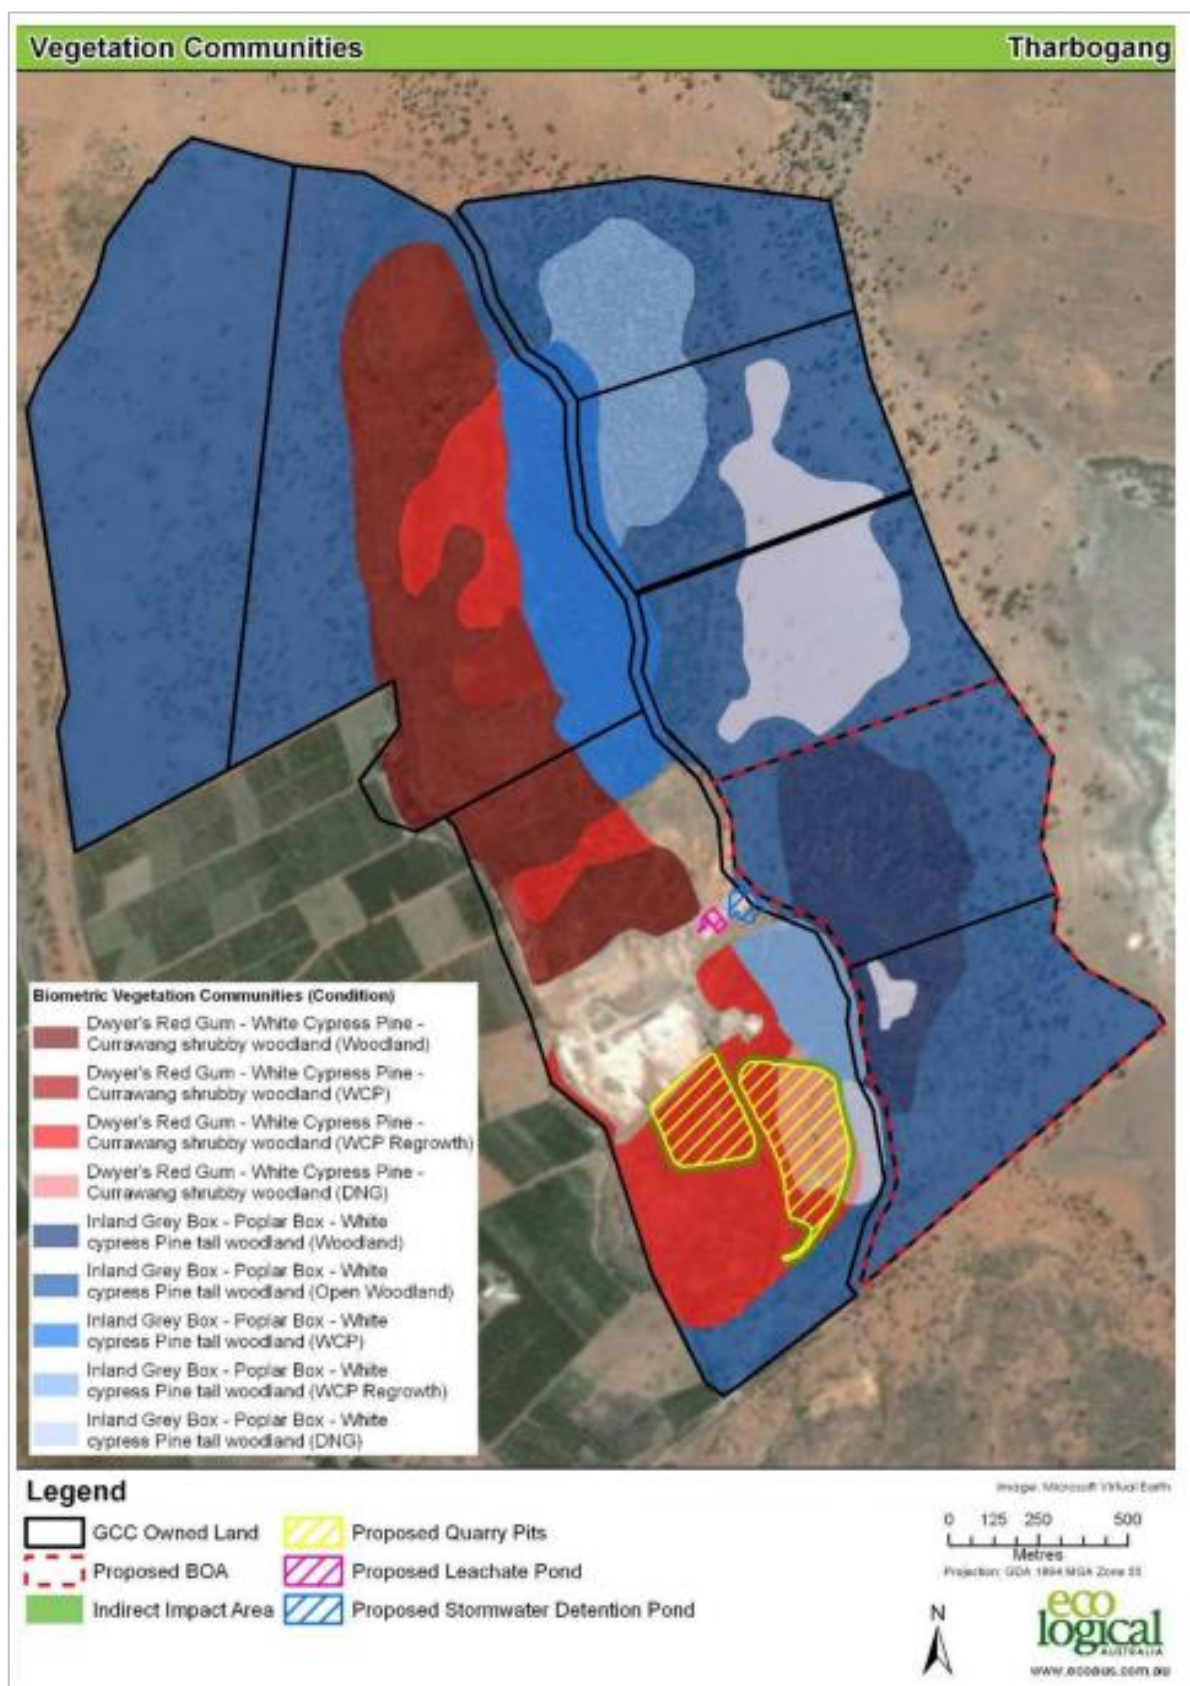 Vegetation Communities
Tharbogang
Biometric Vegetation Communities (Condition)
Dwyer's Red Gum - White Cypress Pine -
Currawang shrubby woodland (Woodland)
Dwyer's Red Gum - White Cypress Pine -
Currawang shrubby woodland (WCP)
Dwyer's Red Gum - White Cypress Pine -
Currawang shrubby woodland (WCP Regrowth)
Dwyer's Red Gum - White Cypress Pine -
Currawang shrubby woodland (DNG)
Inland Grey Box - Poplar Box - White
cypress Pine tall woodland (Woodland)
Inland Grey Box - Poplar Box - White
cypress Pine tall woodland (Open Woodland)
Inland Grey Box - Poplar Box - White
cypress Pine tall woodland (WCP)
Inland Grey Box - Poplar Box - White
cypress Pine tall woodland (WCP Regrowth)
Inland Grey Box - Poplar Box - White
cypress Pine tall woodland (DNG)
Legend
GCC Owned Land
Proposed BOA
Indirect Impact Area
Proposed Quarry Pits
Proposed Leachate Pond
Proposed Stormwater Detention Pond
Image: Microsoft Virtual Earth
0 125 250 500
Metres
Projection: GDA 1994 MGA Zone 55
N
eco
logical
AUSTRALIA
www.ecoaus.com.au